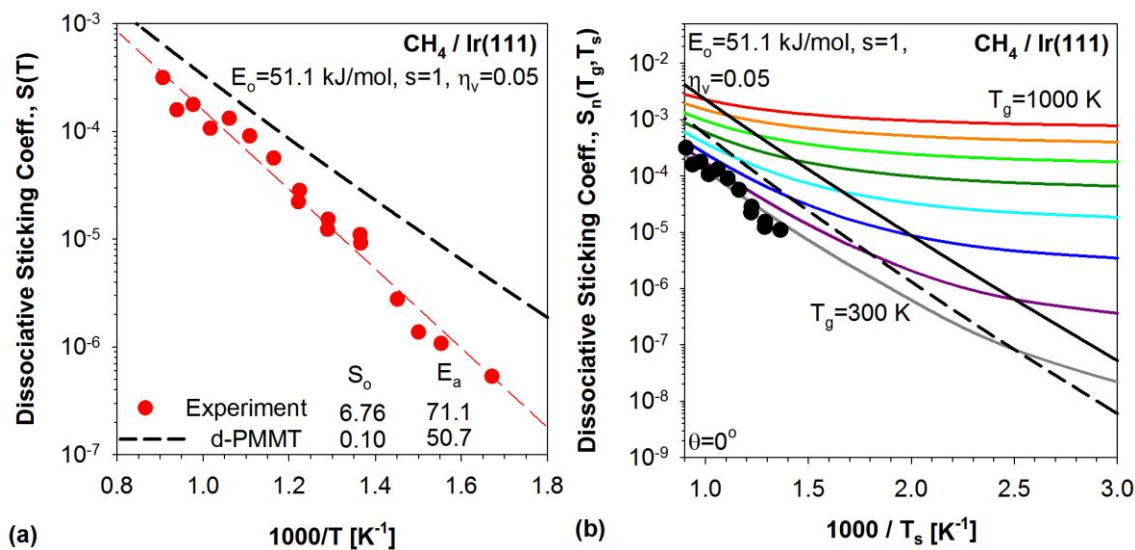 10⁻³
10⁻⁴
10⁻⁵
10⁻⁶
10⁻⁷
Dissociative Sticking Coeff., S(T)
CH₄ / Ir(111)
Eₒ=51.1 kJ/mol, s=1, ηᵥ=0.05
Sₒ Eₐ
Experiment 6.76 71.1
d-PMMT 0.10 50.7
0.8 1.0 1.2 1.4 1.6 1.8
(a) 1000/T [K⁻¹]
10⁻²
10⁻³
10⁻⁴
10⁻⁵
10⁻⁶
10⁻⁷
10⁻⁸
10⁻⁹
Dissociative Sticking Coeff., Sₙ(T_g,Tₛ)
Eₒ=51.1 kJ/mol, s=1,
ηᵥ=0.05
CH₄ / Ir(111)
T_g=1000 K
T_g=300 K
θ=0°
1.0 1.5 2.0 2.5 3.0
(b) 1000 / Tₛ [K⁻¹]